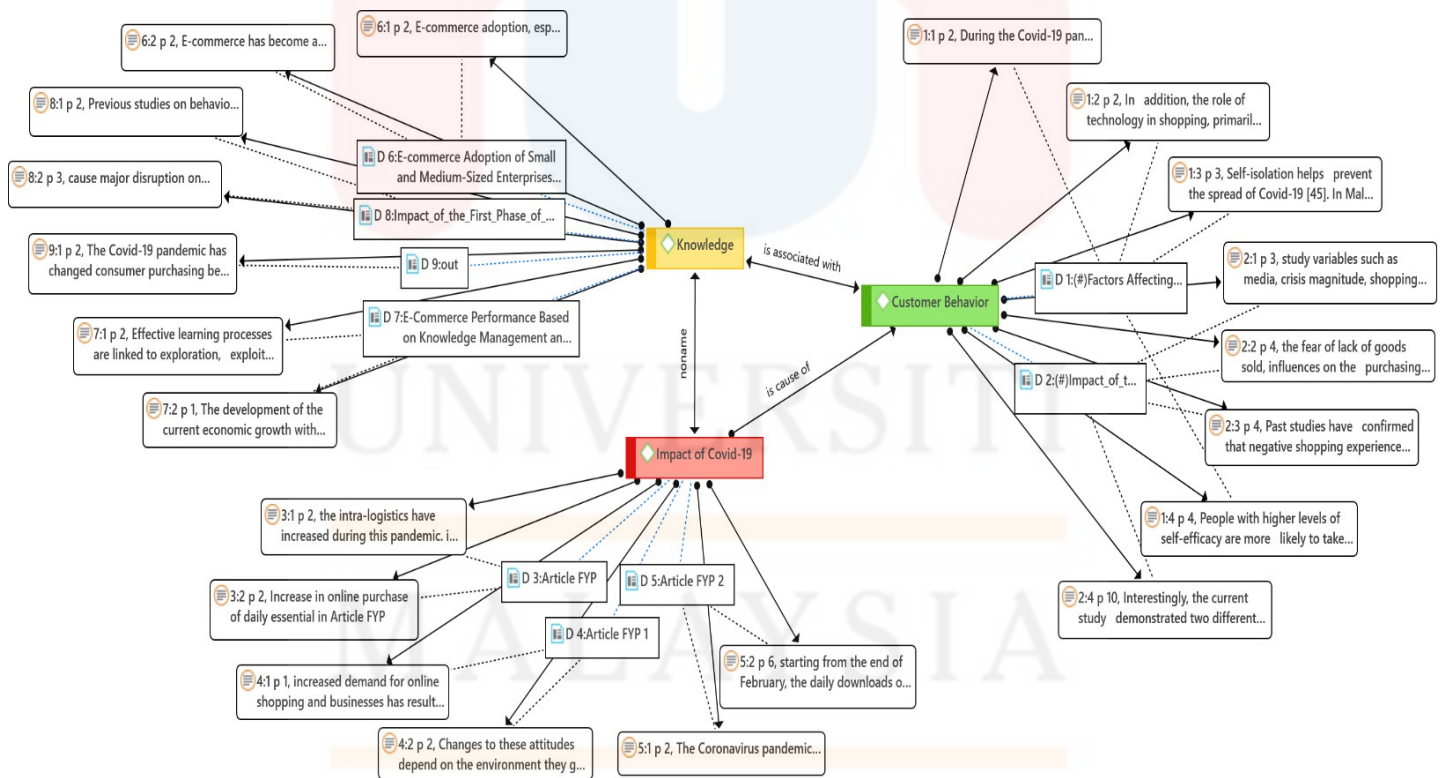 6:2 p 2, E-commerce has become a...
6:1 p 2, E-commerce adoption, esp...
1:1 p 2, During the Covid-19 pan...
8:1 p 2, Previous studies on behavio...
1:2 p 2, In addition, the role of
technology in shopping, primaril...
D 6:E-commerce Adoption of Small
and Medium-Sized Enterprises...
8:2 p 3, cause major disruption on...
1:3 p 3, Self-isolation helps prevent
the spread of Covid-19 [45]. In Mal...
D 8:Impact_of_the_First_Phase_of_...
9:1 p 2, The Covid-19 pandemic has
changed consumer purchasing be...
D 9:out
Knowledge
is associated with
2:1 p 3, study variables such as
media, crisis magnitude, shopping...
D 1:(#)Factors Affecting...
Customer Behavior
7:1 p 2, Effective learning processes
are linked to exploration, exploit...
D 7:E-Commerce Performance Based
on Knowledge Management an...
noname
is cause of
2:2 p 4, the fear of lack of goods
sold, influences on the purchasing...
D 2:(#)Impact_of_t...
7:2 p 1, The development of the
current economic growth with...
2:3 p 4, Past studies have confirmed
that negative shopping experience...
UNIVERSITI
Impact of Covid-19
3:1 p 2, the intra-logistics have
increased during this pandemic. i...
1:4 p 4, People with higher levels of
self-efficacy are more likely to take...
D 3:Article FYP
D 5:Article FYP 2
3:2 p 2, Increase in online purchase
of daily essential in Article FYP
2:4 p 10, Interestingly, the current
study demonstrated two different...
D 4:Article FYP 1
MALAYSIA
4:1 p 1, increased demand for online
shopping and businesses has result...
5:2 p 6, starting from the end of
February, the daily downloads o...
4:2 p 2, Changes to these attitudes
depend on the environment they g...
5:1 p 2, The Coronavirus pandemic...